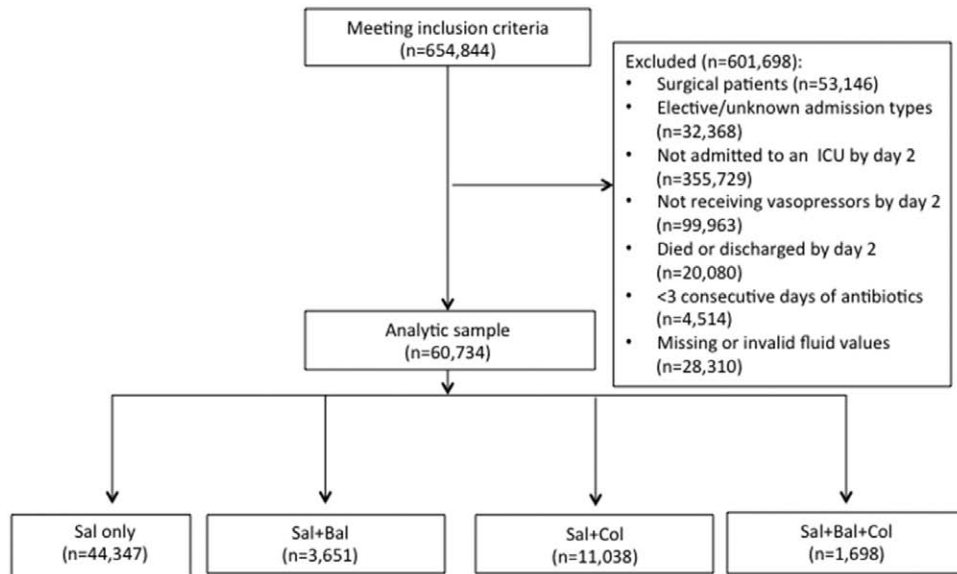 Meeting inclusion criteria
(n=654,844)
Excluded (n=601,698):
• Surgical patients (n=53,146)
• Elective/unknown admission types
(n=32,368)
• Not admitted to an ICU by day 2
(n=355,729)
• Not receiving vasopressors by day 2
(n=99,963)
• Died or discharged by day 2
(n=20,080)
• <3 consecutive days of antibiotics
(n=4,514)
• Missing or invalid fluid values
(n=28,310)
Analytic sample
(n=60,734)
Sal only
(n=44,347)
Sal+Bal
(n=3,651)
Sal+Col
(n=11,038)
Sal+Bal+Col
(n=1,698)